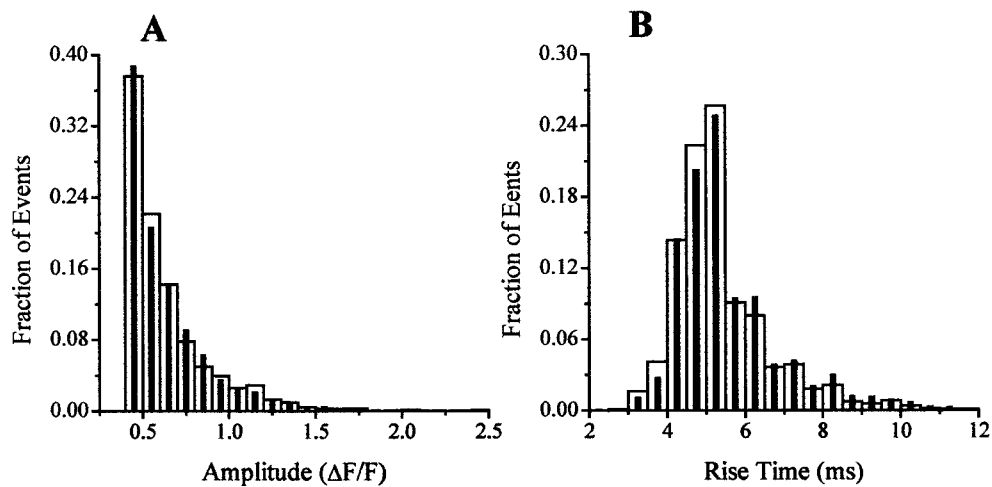 A
0.40
0.32
0.24
0.16
0.08
0.00
Fraction of Events
0.5 1.0 1.5 2.0 2.5
Amplitude (ΔF/F)
B
0.30
0.24
0.18
0.12
0.06
0.00
Fraction of Eents
2 4 6 8 10 12
Rise Time (ms)